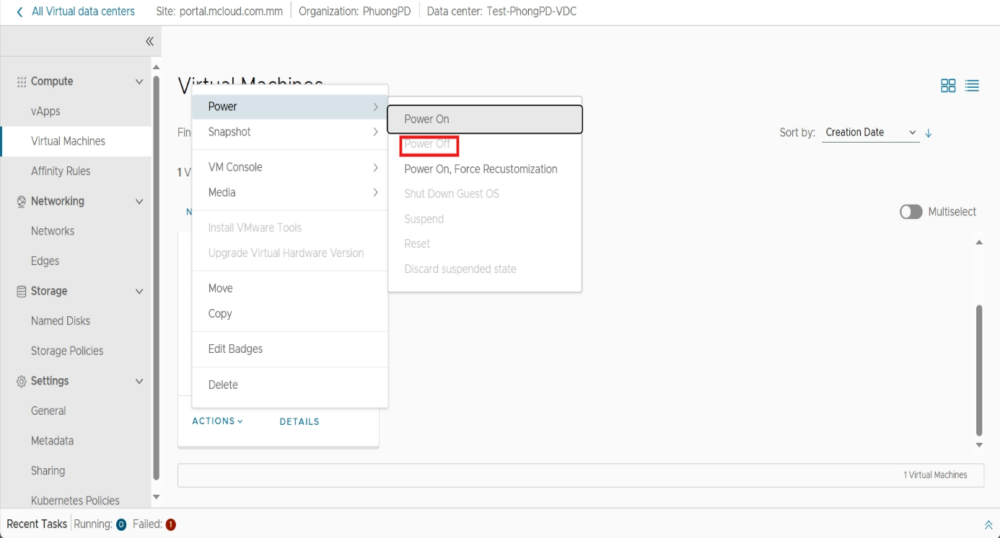 All Virtual data centers Site: portal.mcloud.com.mm Organization: PhuongPD Data center: Test-PhongPD-VDC
Compute
vApps
Virtual Machines
Affinity Rules
Networking
Networks
Edges
Storage
Named Disks
Storage Policies
Settings
General
Metadata
Sharing
Kubernetes Policies
Virtual Machines
Fin
Sort by: Creation Date
1 V
N
Multiselect
Power
Snapshot
VM Console
Media
Install VMware Tools
Upgrade Virtual Hardware Version
Move
Copy
Edit Badges
Delete
Power On
Power Off
Power On, Force Recustomization
Shut Down Guest OS
Suspend
Reset
Discard suspended state
ACTIONS DETAILS
1 Virtual Machines
Recent Tasks Running: 0 Failed: 1